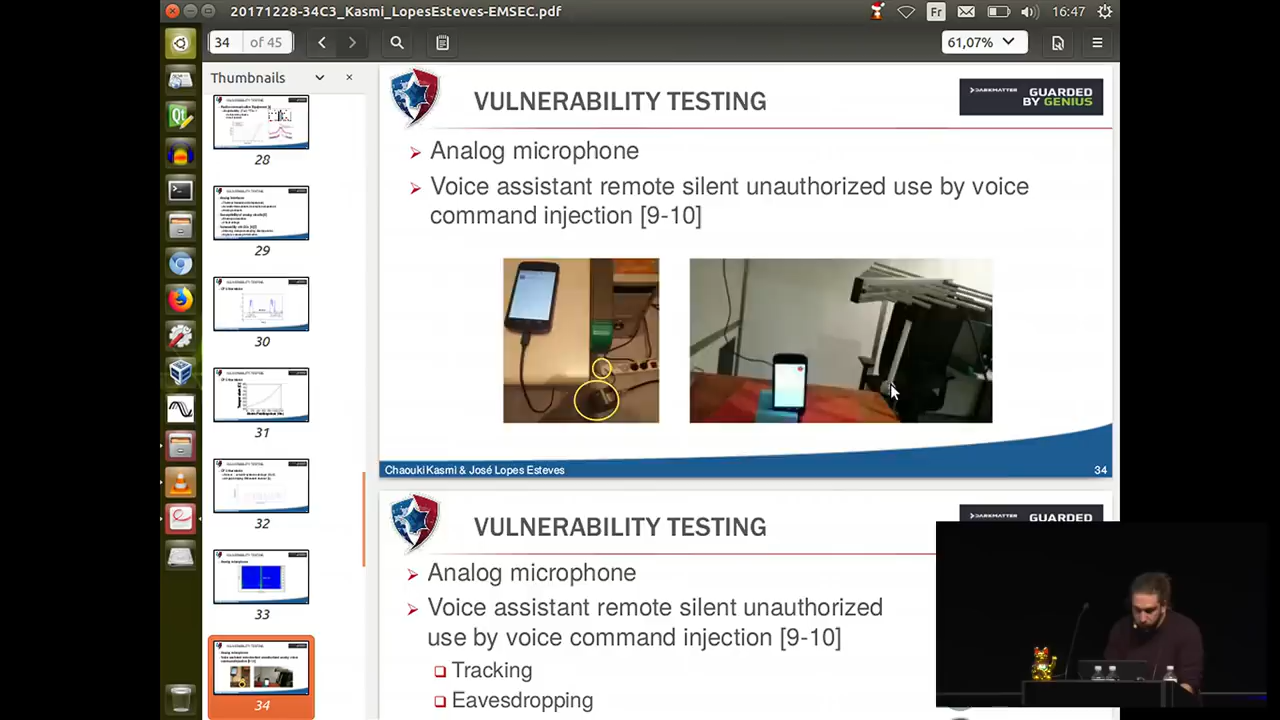 20171228-34C3_Kasmi_LopesEsteves-EMSEC.pdf
Fr
16:47
34
of 45
61,07%
Thumbnails
28
29
30
31
32
33
34
VULNERABILITY TESTING
DARKMATTER
GUARDED
BY GENIUS
Analog microphone
Voice assistant remote silent unauthorized use by voice
command injection [9-10]
Chaouki Kasmi & José Lopes Esteves
34
VULNERABILITY TESTING
DARKMATTER
GUARDED
Analog microphone
Voice assistant remote silent unauthorized
use by voice command injection [9-10]
Tracking
Eavesdropping